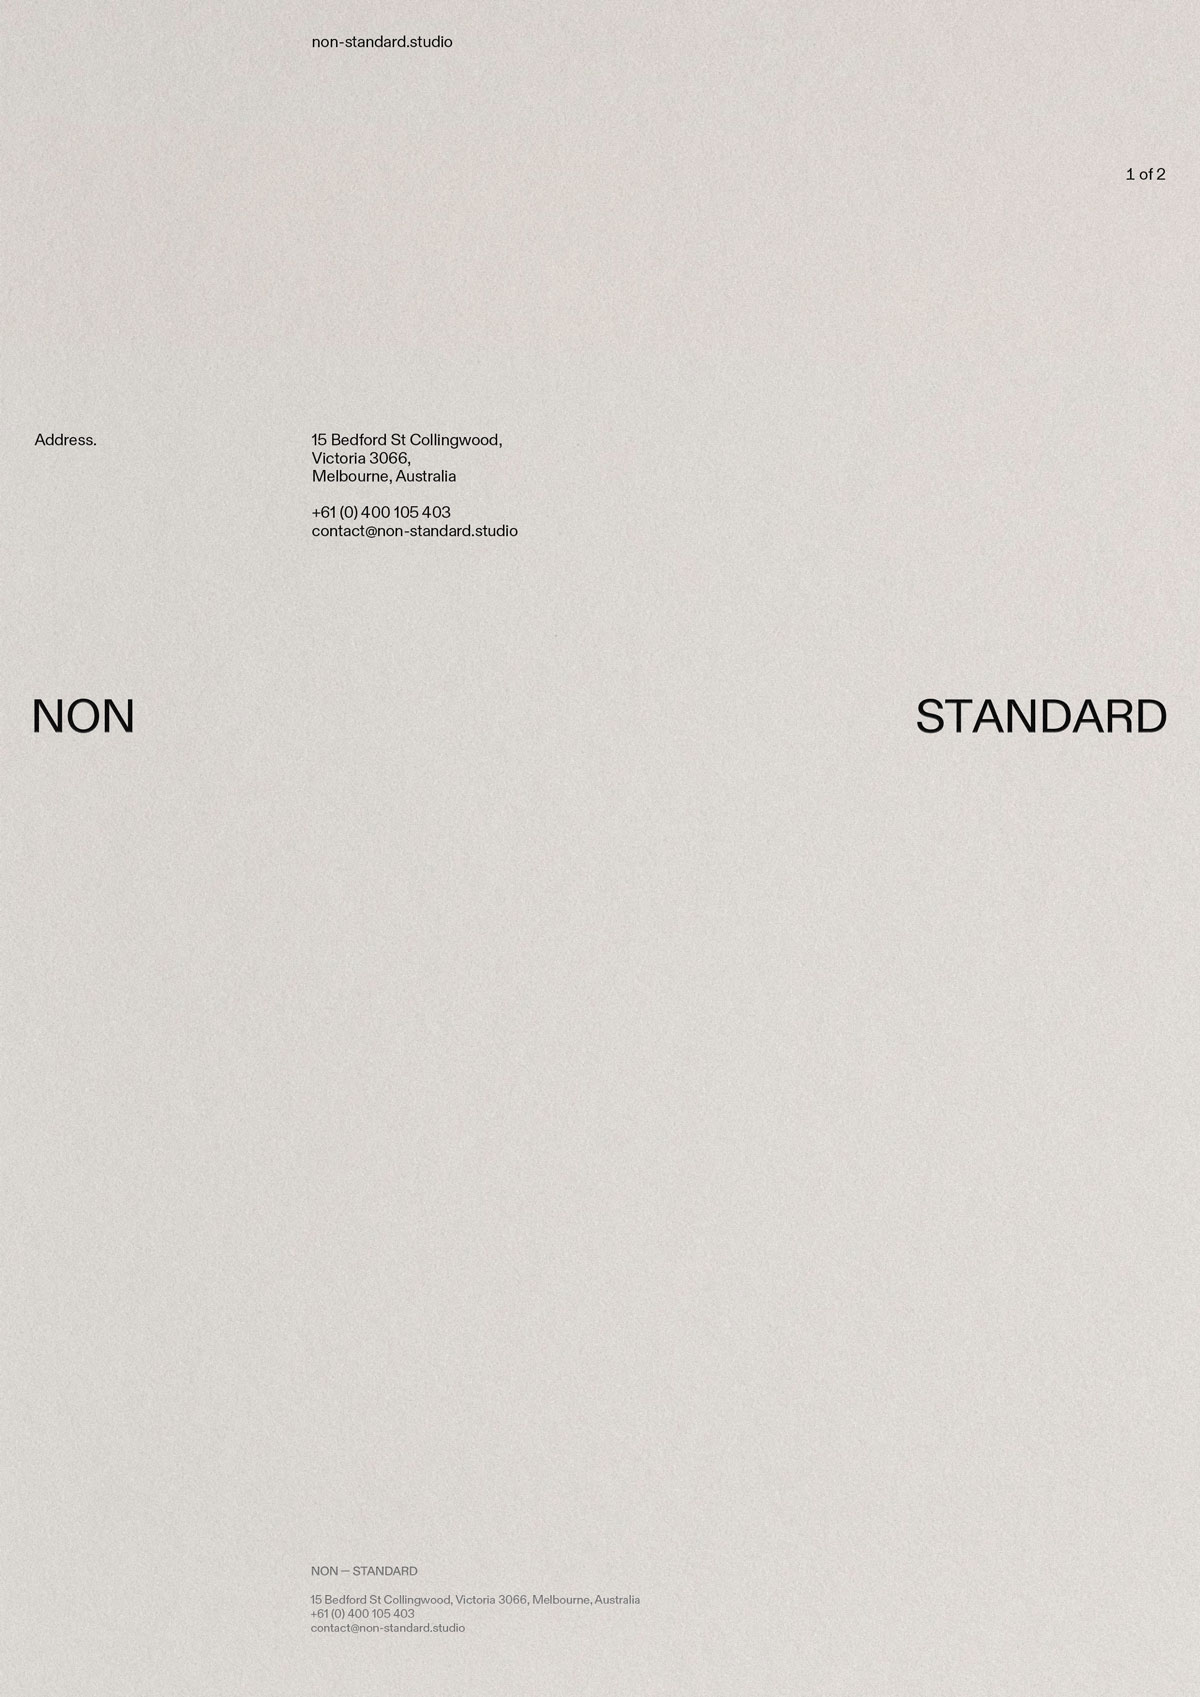 non-standard.studio
1 of 2
Address.
15 Bedford St Collingwood,
Victoria 3066,
Melbourne, Australia
+61 (0) 400 105 403
contact@non-standard.studio
NON STANDARD
NON — STANDARD
15 Bedford St Collingwood, Victoria 3066, Melbourne, Australia
+61 (0) 400 105 403
contact@non-standard.studio